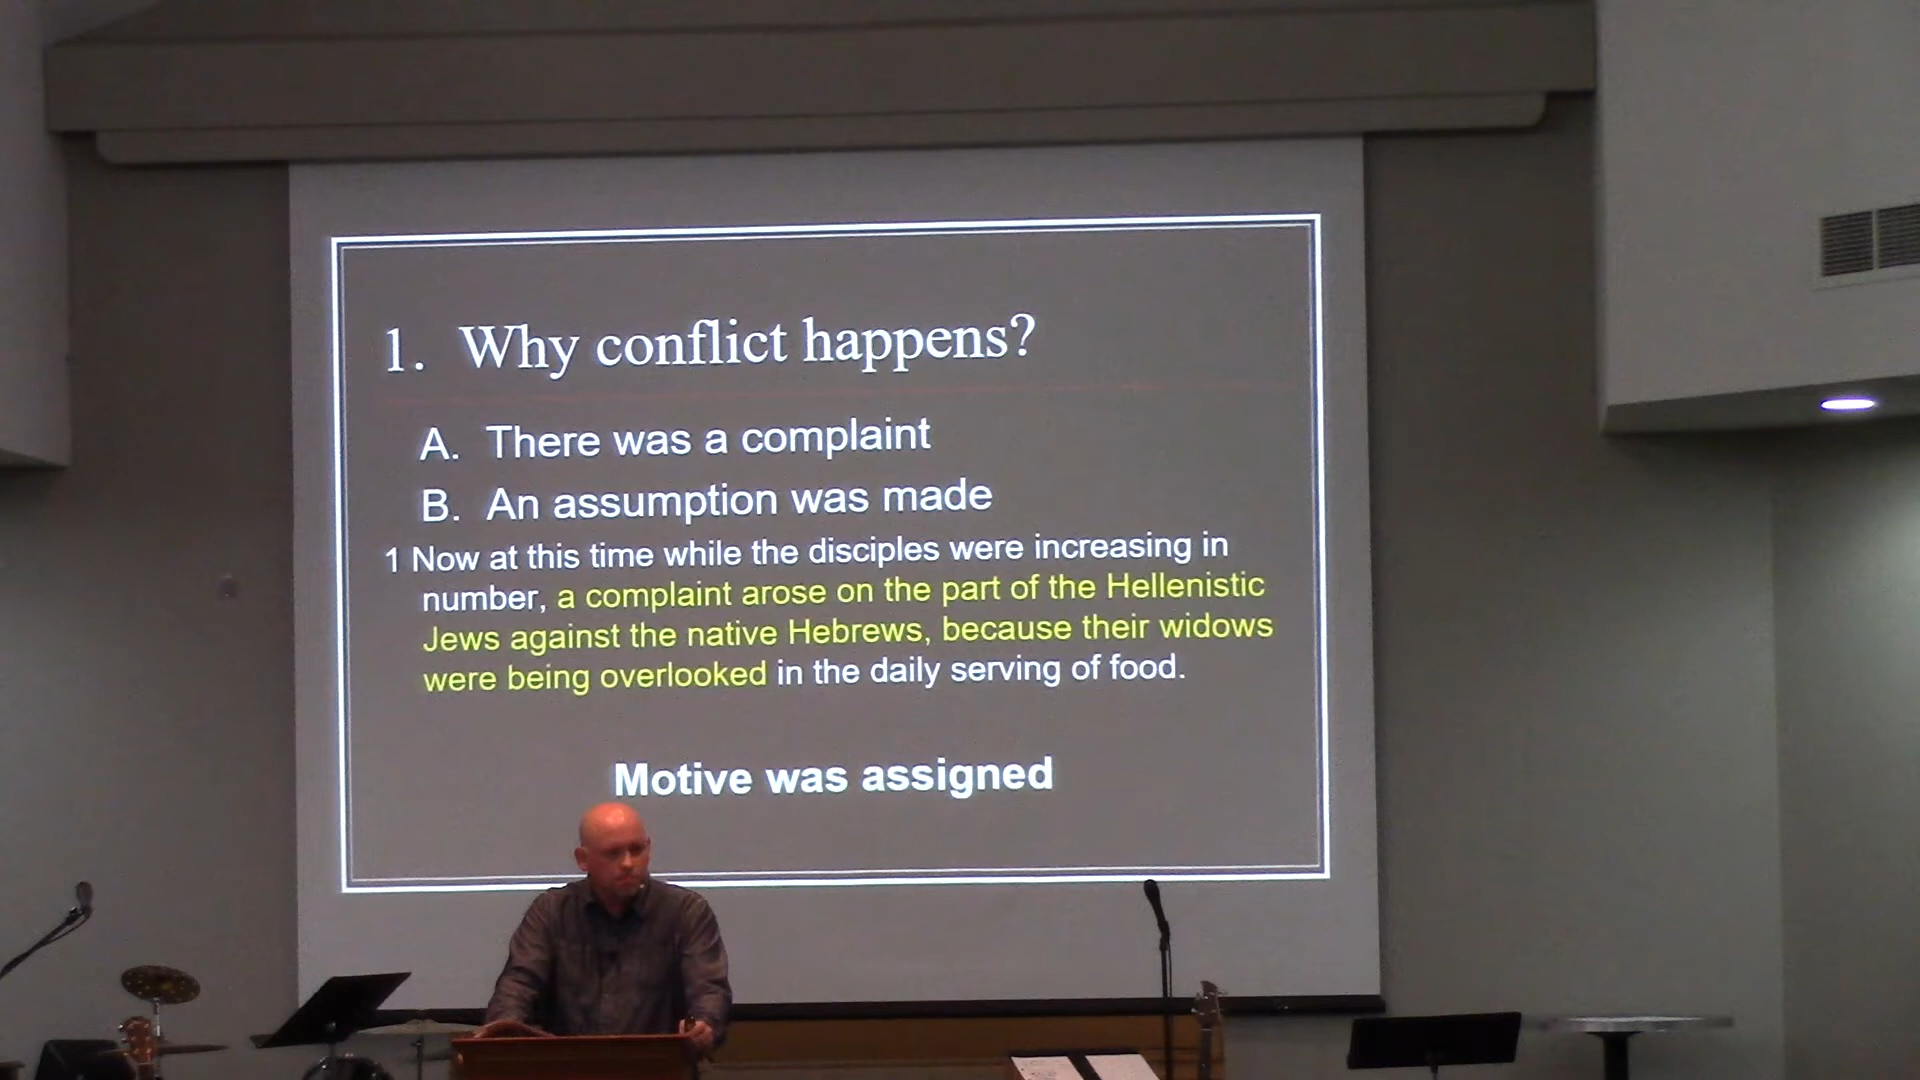 1. Why conflict happens?
A. There was a complaint
B. An assumption was made
1 Now at this time while the disciples were increasing in
number, a complaint arose on the part of the Hellenistic
Jews against the native Hebrews, because their widows
were being overlooked in the daily serving of food.
Motive was assigned